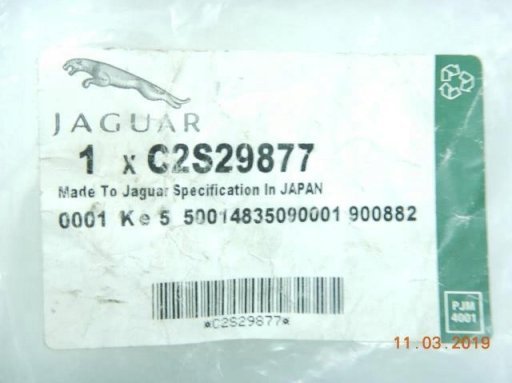 JAGUAR
1 x C2S29877
Made To Jaguar Specification In JAPAN
0001 Ke 5 50014835090001 900882
*C2S29877*
PJM
4001
11.03.2019